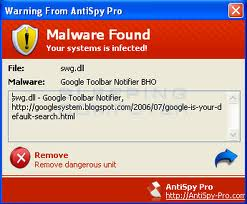 Warning From AntiSpy Pro
Malware Found
Your systems is infected!
File: swg.dll
Malware: Google Toolbar Notifier BHO
swg.dll - Google Toolbar Notifier,
http://googlesystem.blogspot.com/2006/07/google-is-your-d
efault-search.html
Remove
Remove dangerous unit
AntiSpy Pro
http://AntiSpy-Pro.com